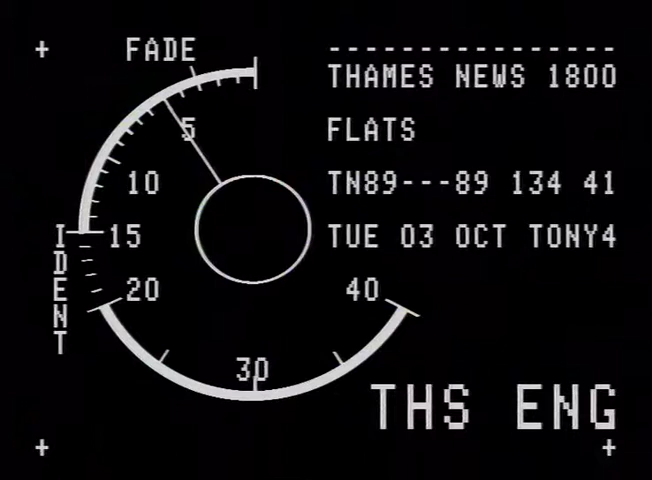 FADE
----------------
THAMES NEWS 1800
5
FLATS
10
TN89---89 134 41
15
TUE 03 OCT TONY4
IDENT
20
40
30
THS ENG